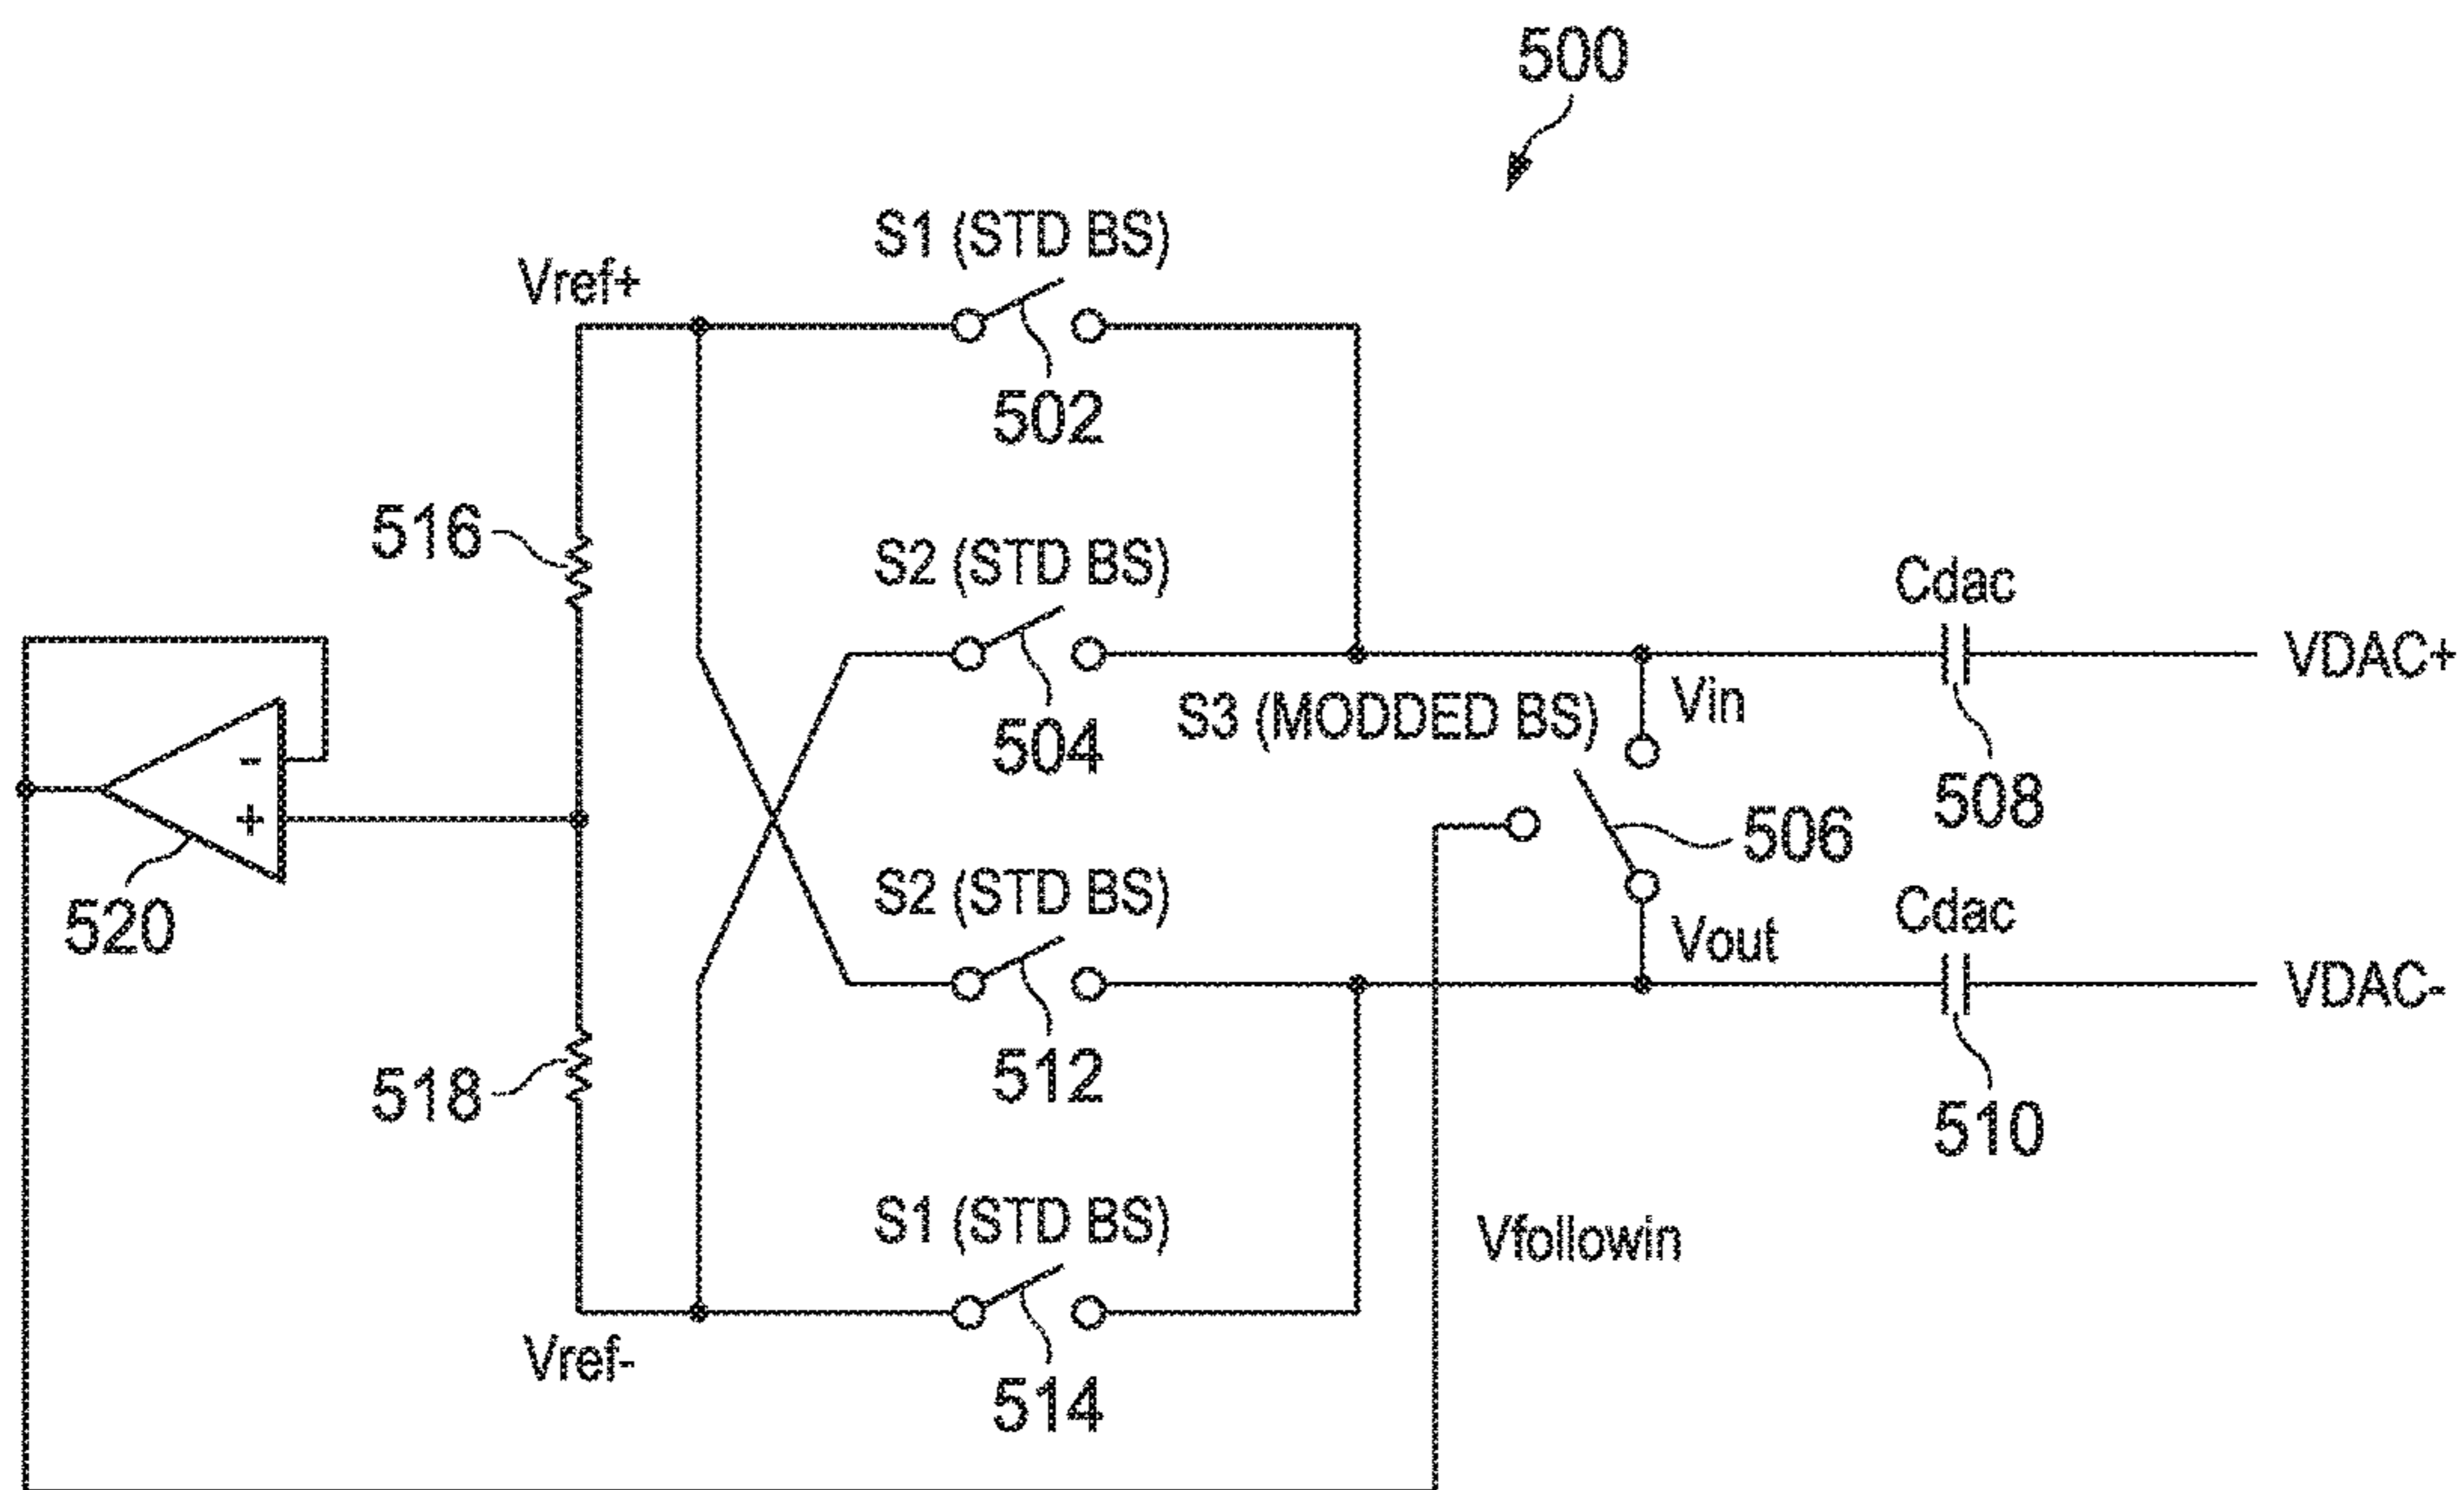 500
S1 (STD BS)
Vref+
502
516
S2 (STD BS)
Cdac
VDAC+
504
S3 (MODDED BS)
Vin
508
-
+
506
520
S2 (STD BS)
Vout
Cdac
VDAC-
518
512
510
S1 (STD BS)
Vfollowin
Vref-
514